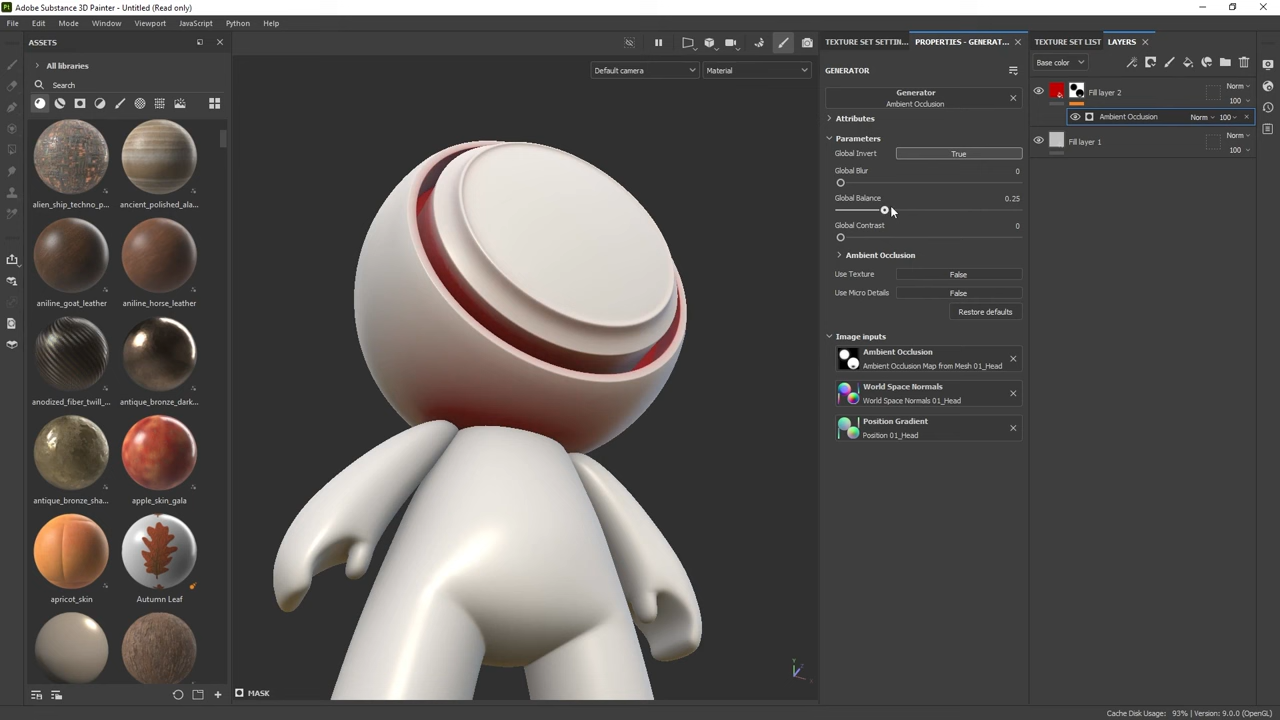 Adobe Substance 3D Painter - Untitled (Read only)
File Edit Mode Window Viewport JavaScript Python Help
ASSETS
All libraries
Search
alien_ship_techno_p...
ancient_polished_ala...
aniline_goat_leather
aniline_horse_leather
anodized_fiber_twill_...
antique_bronze_dark...
antique_bronze_sha...
apple_skin_gala
apricot_skin
Autumn Leaf
Default camera
Material
MASK
TEXTURE SET SETTIN...
PROPERTIES - GENERAT...
GENERATOR
Generator
Ambient Occlusion
Attributes
Parameters
Global Invert True
Global Blur 0
Global Balance 0.25
Global Contrast 0
Ambient Occlusion
Use Texture False
Use Micro Details False
Restore defaults
Image inputs
Ambient Occlusion
Ambient Occlusion Map from Mesh 01_Head
World Space Normals
World Space Normals 01_Head
Position Gradient
Position 01_Head
TEXTURE SET LIST
LAYERS
Base color
Fill layer 2 Norm
100
Ambient Occlusion Norm 100
Fill layer 1 Norm
100
Cache Disk Usage: 93% | Version: 9.0.0 (OpenGL)